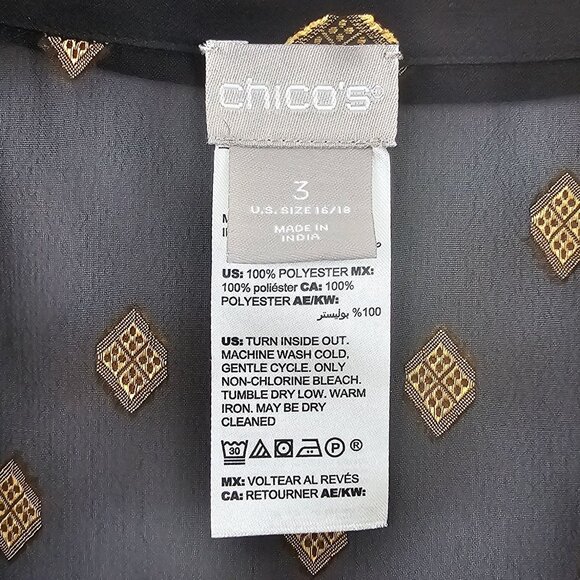 chico's
3
U.S. SIZE 16/18
MADE IN
INDIA
US: 100% POLYESTER MX:
100% poliéster CA: 100%
POLYESTER AE/KW:
100% بوليستر
US: TURN INSIDE OUT.
MACHINE WASH COLD,
GENTLE CYCLE. ONLY
NON-CHLORINE BLEACH.
TUMBLE DRY LOW. WARM
IRON. MAY BE DRY
CLEANED
30 P ®
MX: VOLTEAR AL REVÉS
CA: RETOURNER AE/KW: